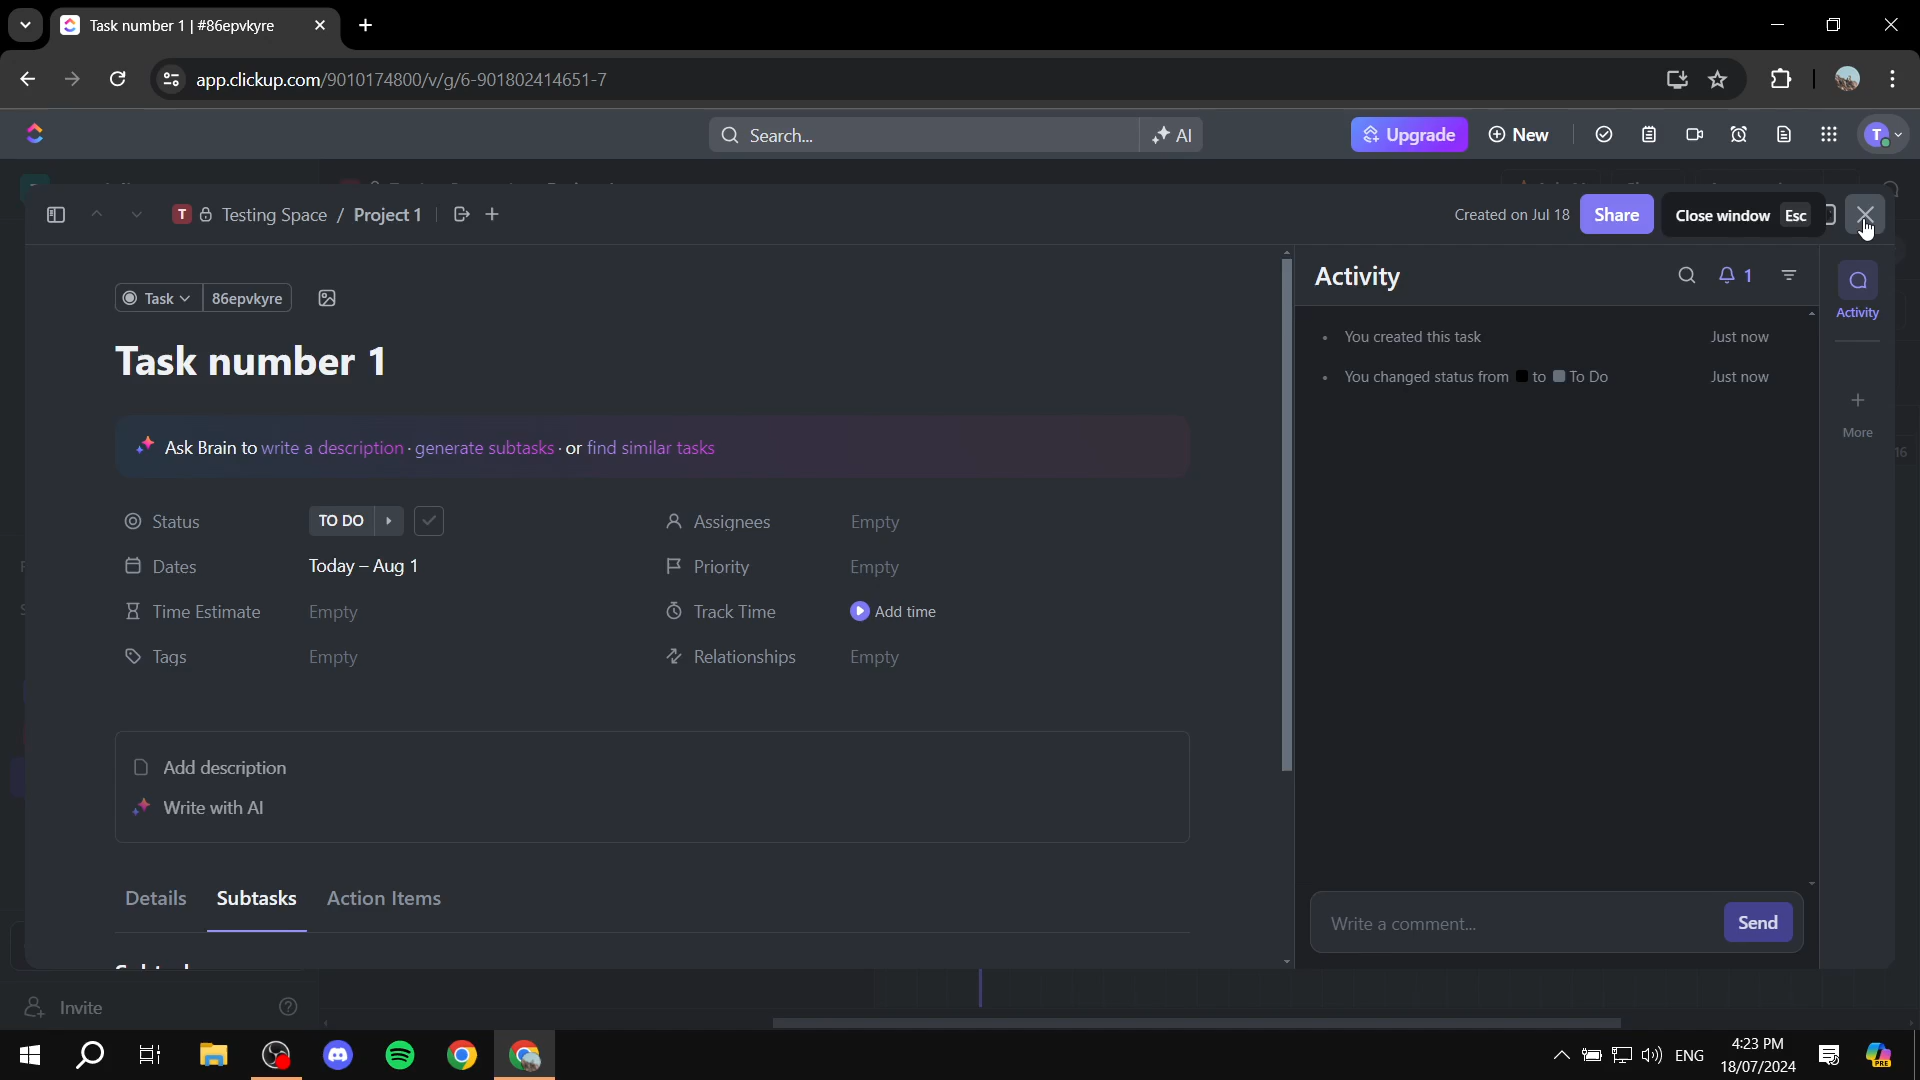 Task number 1 | #86epvkyre
app.clickup.com/9010174800/v/g/6-901802414651-7
Search...
AI
Upgrade
New
T
T
Testing Space / Project 1
Created on Jul 18
Share
Close window Esc
Task
86epvkyre
Activity
1
Activity
Task number 1
You created this task
Just now
You changed status from to To Do
Just now
More
Ask Brain to write a description · generate subtasks · or find similar tasks
16
Status
TO DO
Assignees
Empty
Dates
Today – Aug 1
Priority
Empty
Time Estimate
Empty
Track Time
Add time
Tags
Empty
Relationships
Empty
Add description
Write with AI
Details
Subtasks
Action Items
Write a comment...
Send
Invite
ENG
4:23 PM
18/07/2024
PRE